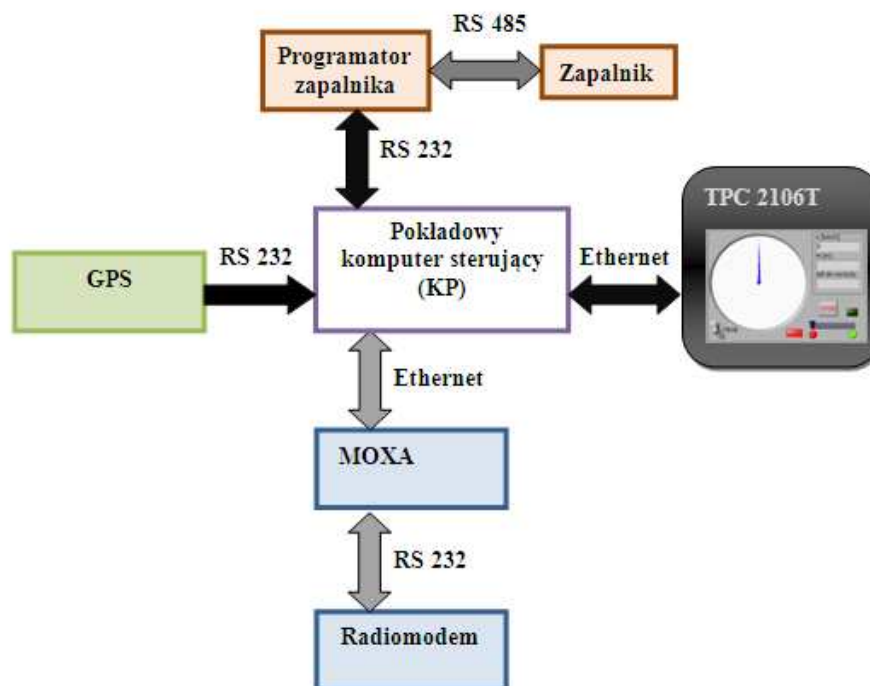 RS 485
Programator
zapalnika
Zapalnik
RS 232
TPC 2106T
Pokładowy
komputer sterujący
(KP)
RS 232
Ethernet
GPS
Ethernet
MOXA
RS 232
Radiomodem